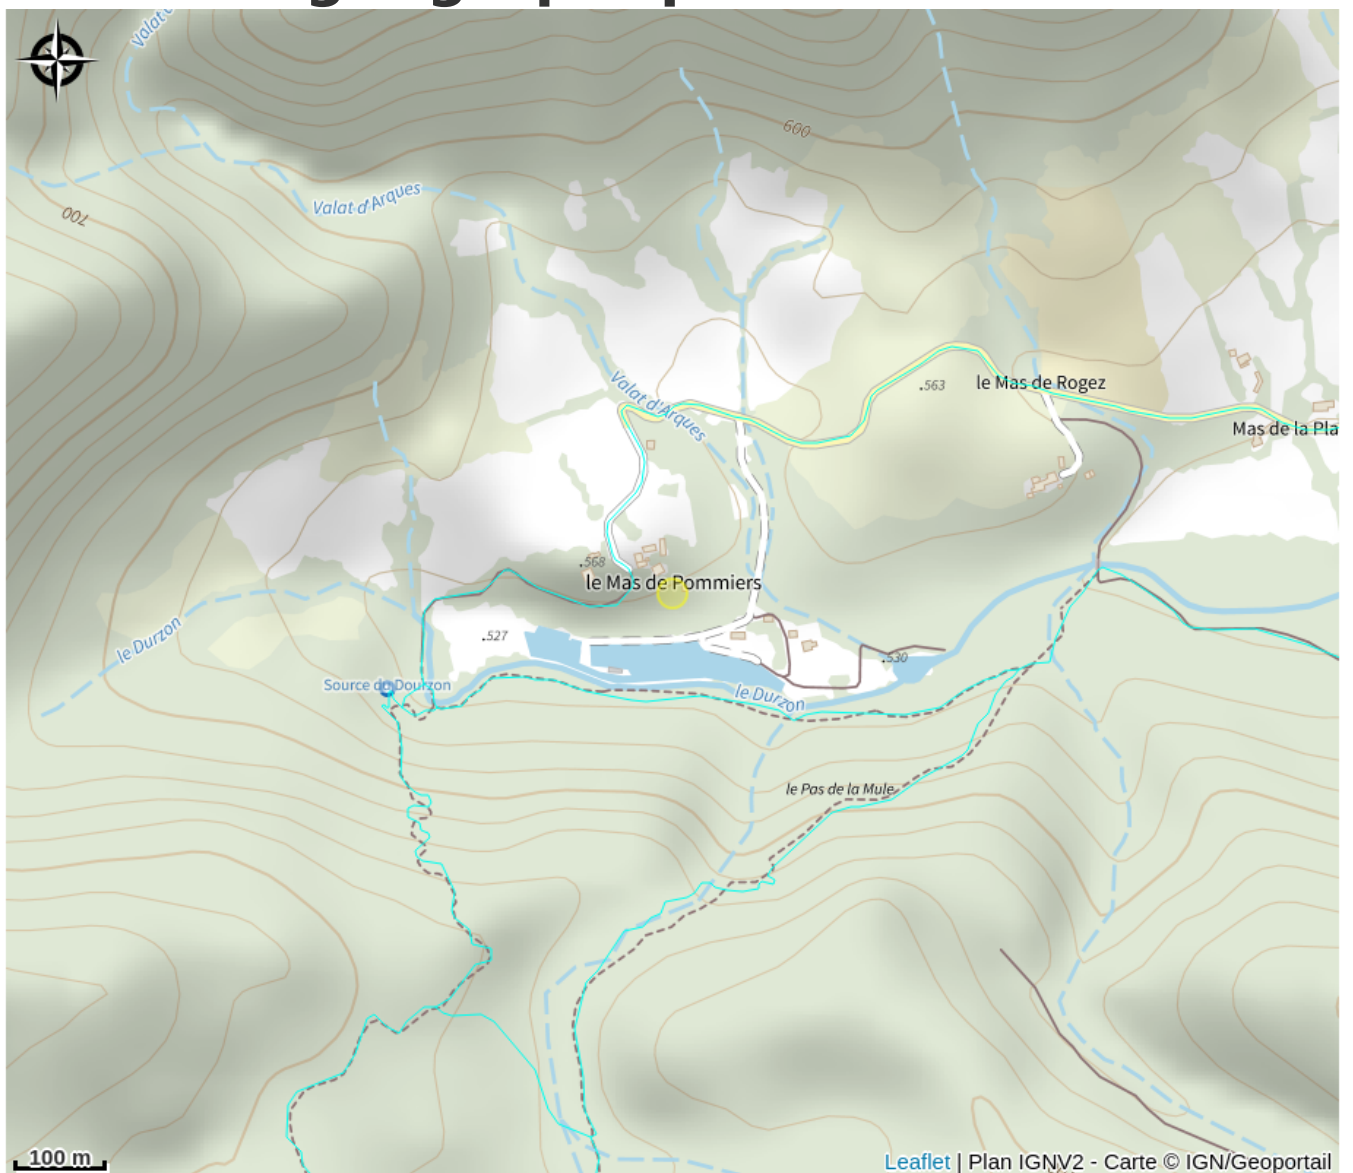 Valat d'Arques
600
700
Valat d'Arques
.563
le Mas de Rogez
Mas de la Pla
.568
le Mas de Pommiers
le Durzon
.527
.530
Source du Dourzon
le Durzon
le Pas de la Mule
100 m
Leaflet | Plan IGNV2 - Carte © IGN/Geoportail